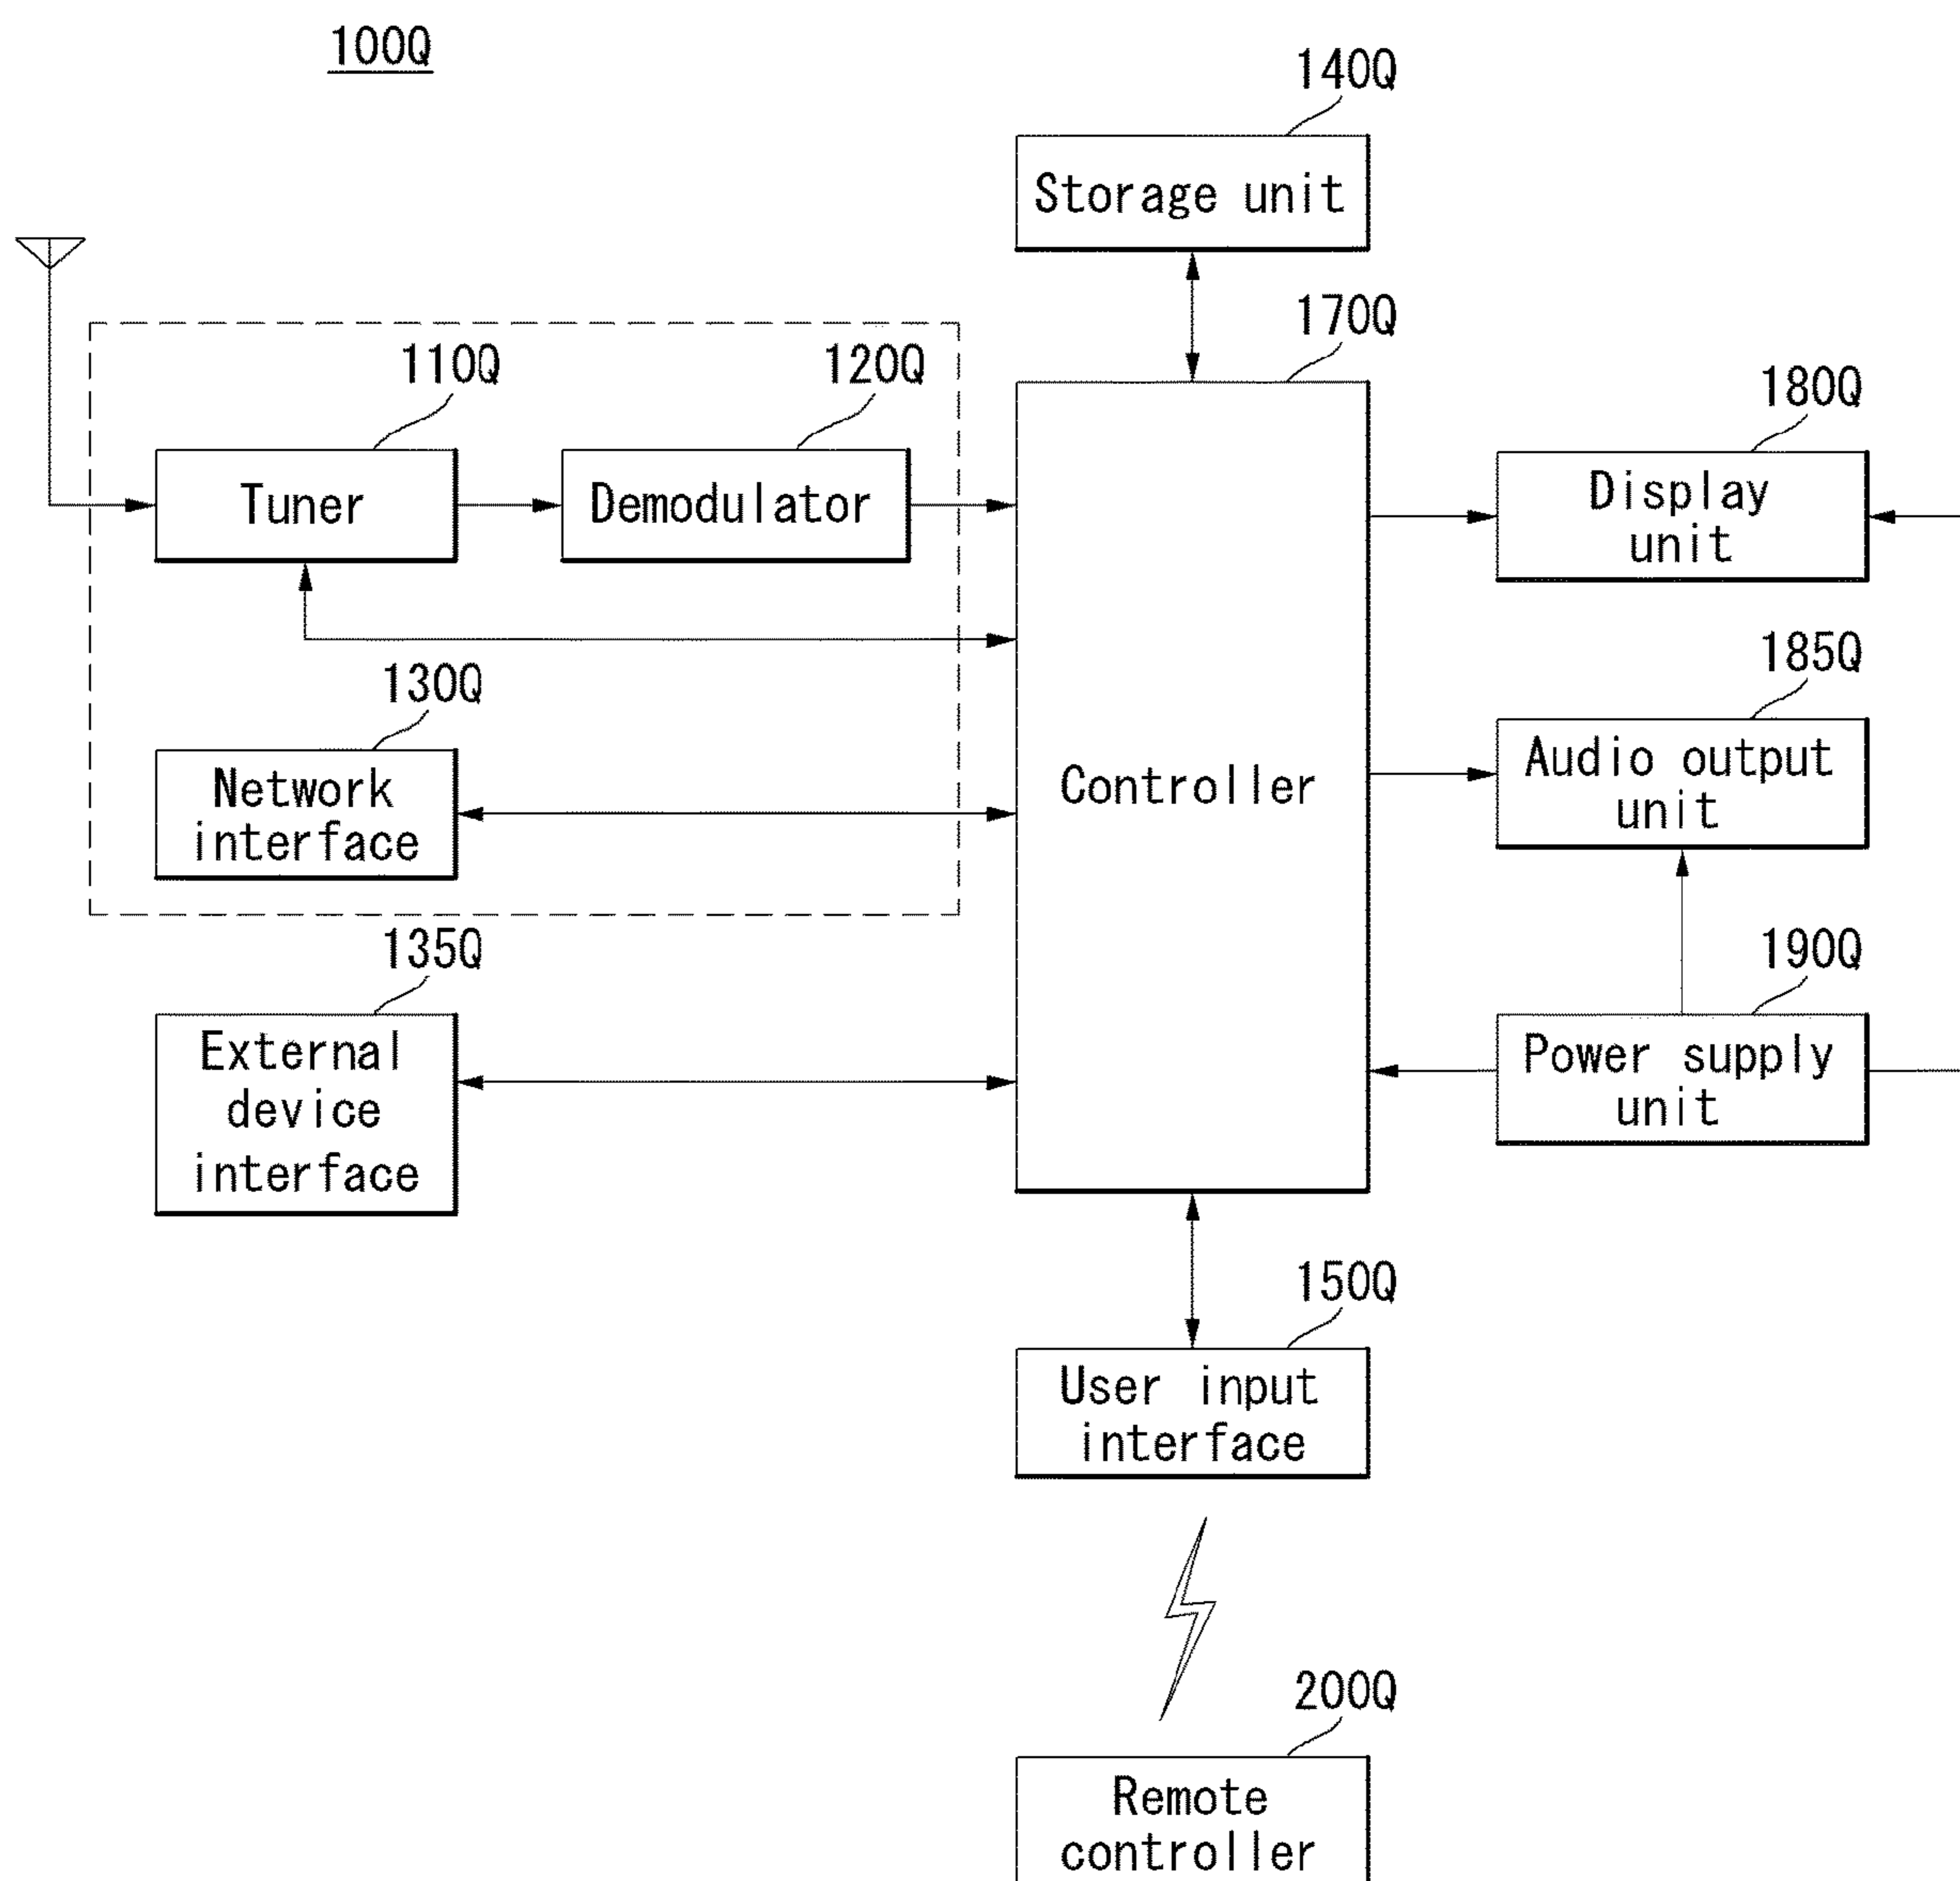 100Q
140Q
Storage unit
170Q
110Q
120Q
180Q
Tuner
Demodulator
Display
unit
130Q
185Q
Network
interface
Controller
Audio output
unit
135Q
190Q
External
device
interface
Power supply
unit
150Q
User input
interface
200Q
Remote
controller